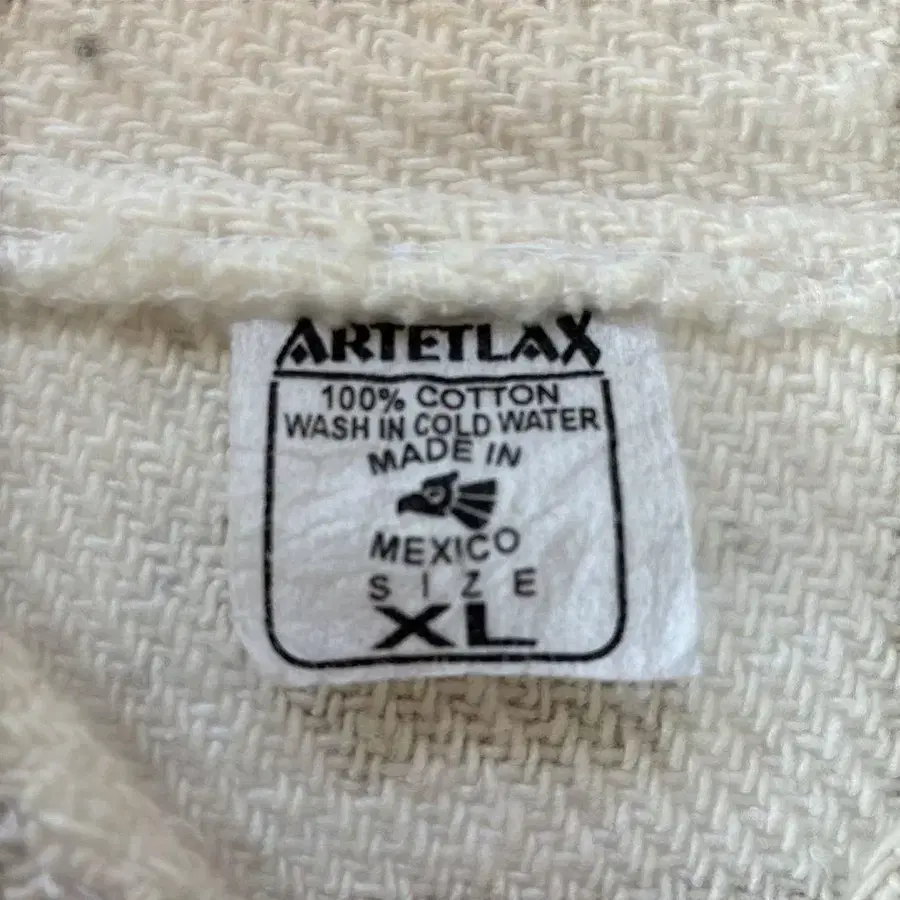 ARTETLAX
100% COTTON
WASH IN COLD WATER
MADE IN
MEXICO
SIZE
XL